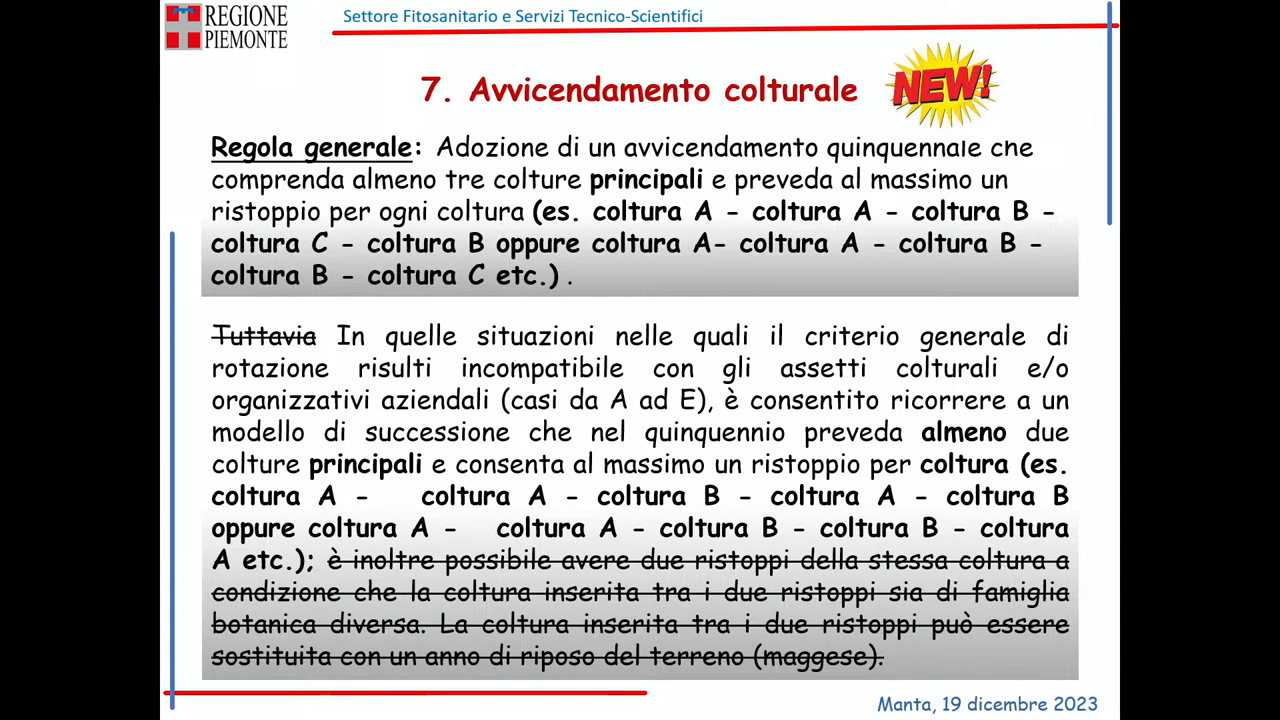 REGIONE
PIEMONTE
Settore Fitosanitario e Servizi Tecnico-Scientifici
7. Avvicendamento colturale
NEW!
Regola generale: Adozione di un avvicendamento quinquennale che
comprenda almeno tre colture principali e preveda al massimo un
ristoppio per ogni coltura (es. coltura A - coltura A - coltura B -
coltura C - coltura B oppure coltura A- coltura A - coltura B -
coltura B - coltura C etc.) .
Tuttavia In quelle situazioni nelle quali il criterio generale di
rotazione risulti incompatibile con gli assetti colturali e/o
organizzativi aziendali (casi da A ad E), è consentito ricorrere a un
modello di successione che nel quinquennio preveda almeno due
colture principali e consenta al massimo un ristoppio per coltura (es.
coltura A - coltura A - coltura B - coltura A - coltura B
oppure coltura A - coltura A - coltura B - coltura B - coltura
A etc.); è inoltre possibile avere due ristoppi della stessa coltura a
condizione che la coltura inserita tra i due ristoppi sia di famiglia
botanica diversa. La coltura inserita tra i due ristoppi può essere
sostituita con un anno di riposo del terreno (maggese).
Manta, 19 dicembre 2023